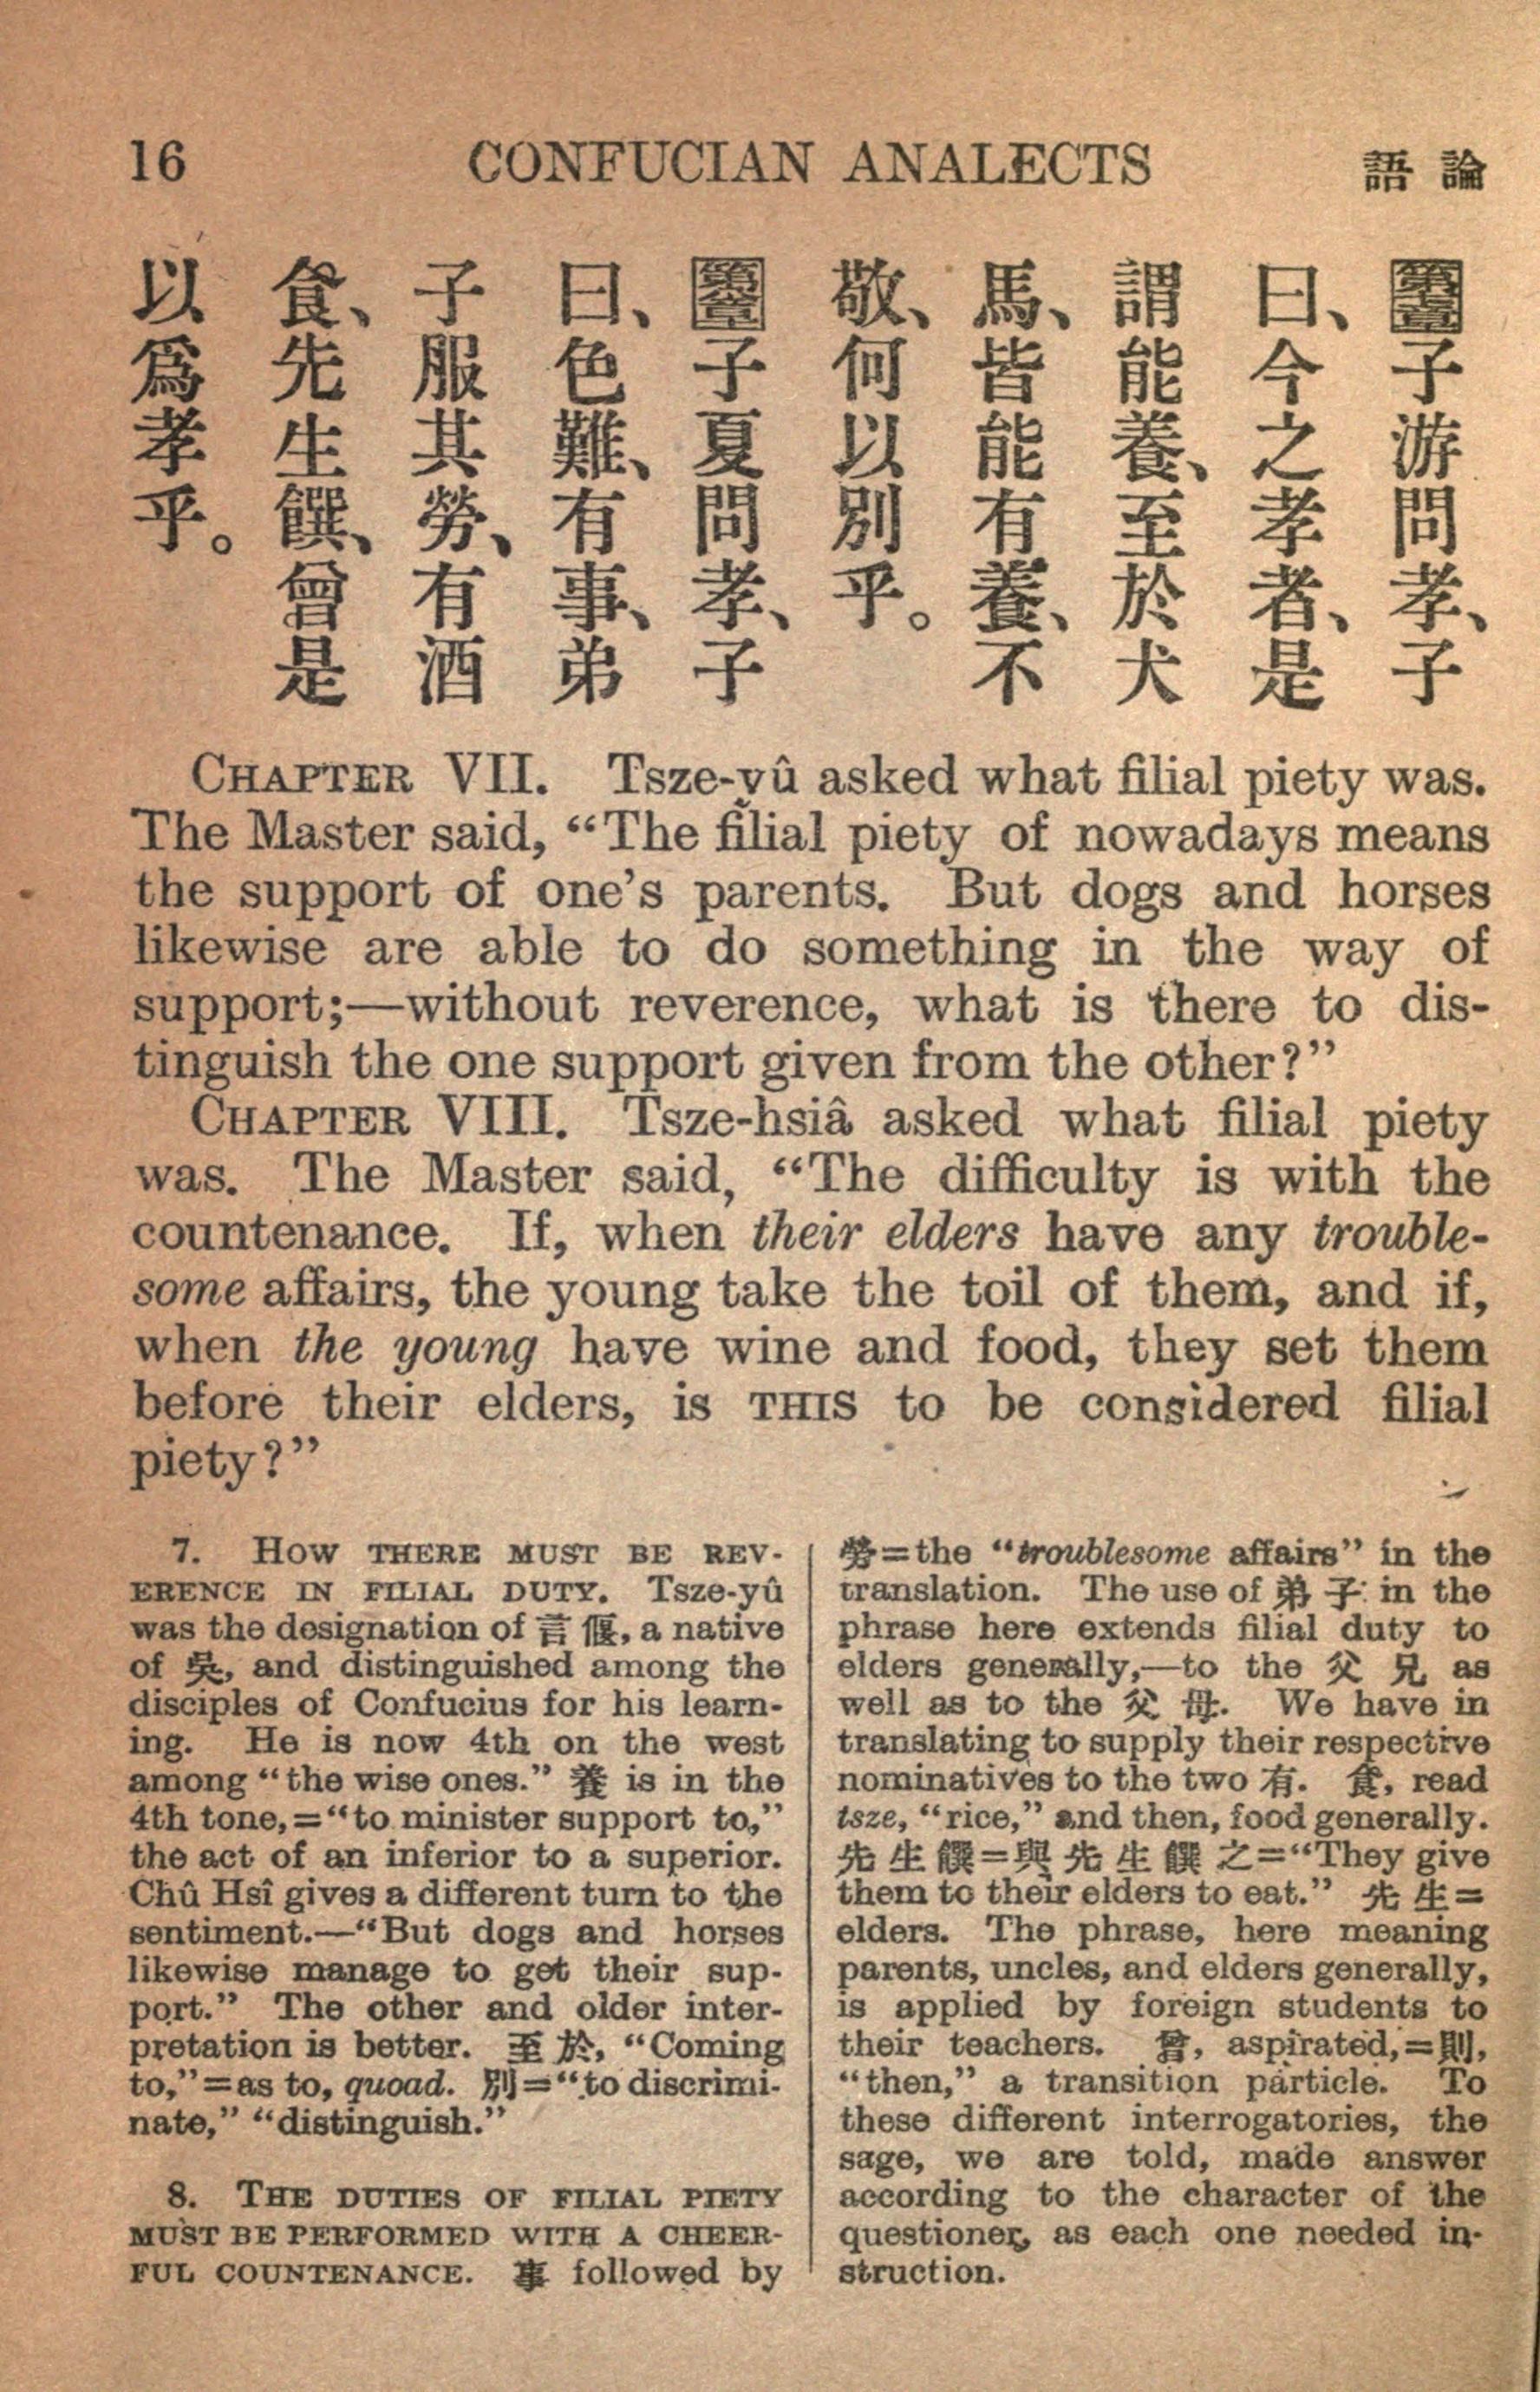 16 CONFUCIAN ANALECTS 語 論
第七章子游問孝、子
曰、今之孝者、是
謂能養、至於犬
馬、皆能有養、不
敬、何以別乎。
第八章子夏問孝、子
曰、色難、有事、弟
子服其勞、有酒
食、先生饌、曾是
以爲孝乎。
CHAPTER VII. Tsze-yû asked what filial piety was.
The Master said, “The filial piety of nowadays means
the support of one’s parents. But dogs and horses
likewise are able to do something in the way of
support;—without reverence, what is there to dis-
tinguish the one support given from the other?”
CHAPTER VIII. Tsze-hsiâ asked what filial piety
was. The Master said, “The difficulty is with the
countenance. If, when their elders have any trouble-
some affairs, the young take the toil of them, and if,
when the young have wine and food, they set them
before their elders, is THIS to be considered filial
piety?”
7. HOW THERE MUST BE REV-
ERENCE IN FILIAL DUTY. Tsze-yû
was the designation of 言 偃, a native
of 吳, and distinguished among the
disciples of Confucius for his learn-
ing. He is now 4th on the west
among “the wise ones.” 養 is in the
4th tone,=“to minister support to,”
the act of an inferior to a superior.
Chû Hsî gives a different turn to the
sentiment.—“But dogs and horses
likewise manage to get their sup-
port.” The other and older inter-
pretation is better. 至 於, “Coming
to,”=as to, quoad. 別=“to discrimi-
nate,” “distinguish.”
8. THE DUTIES OF FILIAL PIETY
MUST BE PERFORMED WITH A CHEER-
FUL COUNTENANCE. 事 followed by
勞=the “troublesome affairs” in the
translation. The use of 弟 子 in the
phrase here extends filial duty to
elders generally,—to the 父 兄 as
well as to the 父 母. We have in
translating to supply their respective
nominatives to the two 有. 食, read
tsze, “rice,” and then, food generally.
先 生 饌=與 先 生 饌 之=“They give
them to their elders to eat.” 先 生=
elders. The phrase, here meaning
parents, uncles, and elders generally,
is applied by foreign students to
their teachers. 曾, aspirated,=則,
“then,” a transition particle. To
these different interrogatories, the
sage, we are told, made answer
according to the character of the
questioner, as each one needed in-
struction.